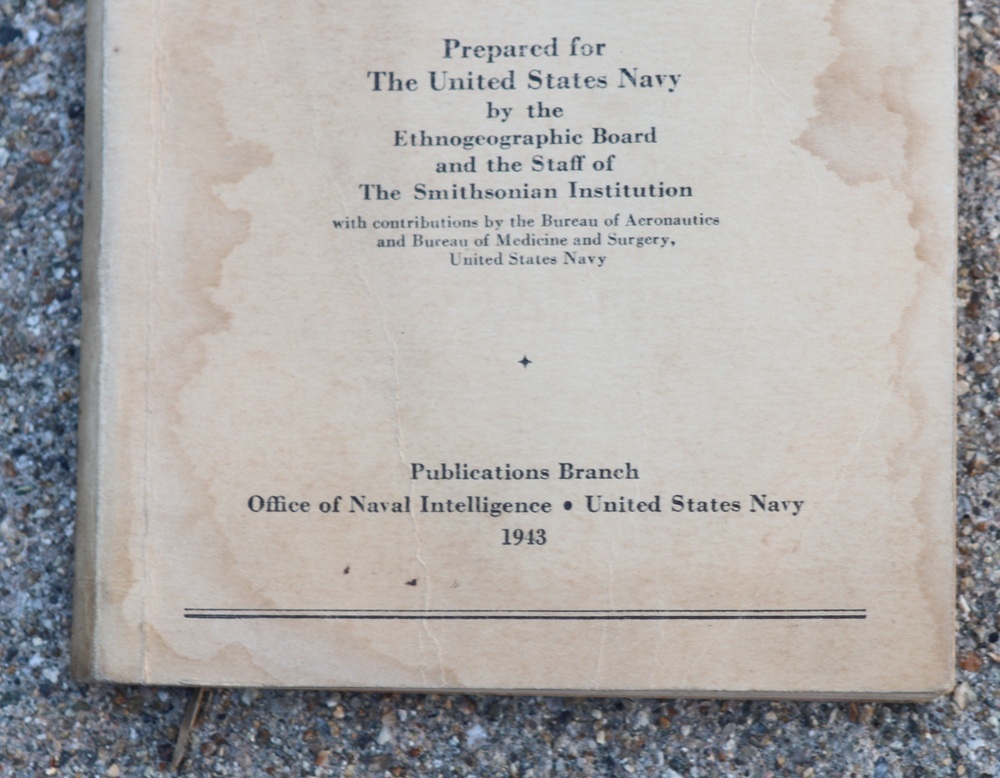 Prepared for
The United States Navy
by the
Ethnogeographic Board
and the Staff of
The Smithsonian Institution
with contributions by the Bureau of Aeronautics
and Bureau of Medicine and Surgery,
United States Navy
Publications Branch
Office of Naval Intelligence • United States Navy
1943